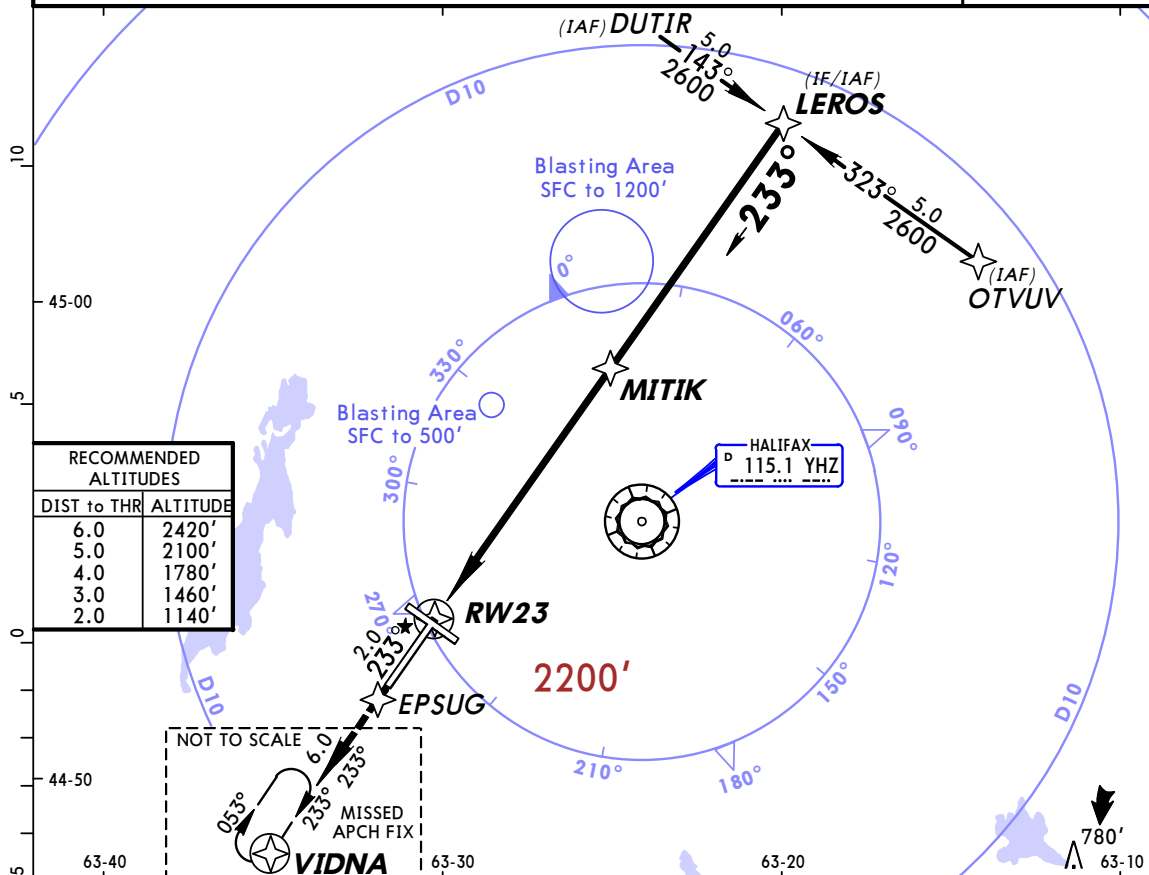 (IAF) DUTIR
5.0
143°
2600
(IF/IAF)
LEROS
D10
10
Blasting Area
SFC to 1200'
233°
323°
5.0
2600
(IAF)
OTVUV
0°
45-00
060°
330°
MITIK
5
Blasting Area
SFC to 500'
090°
HALIFAX
D 115.1 YHZ
RECOMMENDED
ALTITUDES
DIST to THR ALTITUDE
6.0 2420'
5.0 2100'
4.0 1780'
3.0 1460'
2.0 1140'
300°
120°
270°
RW23
0
2.0
233°
2200'
150°
D10
D10
EPSUG
NOT TO SCALE
6.0
233°
210°
180°
44-50
053°
233°
MISSED
APCH FIX
780'
VIDNA
5
63-40
63-30
63-20
63-10